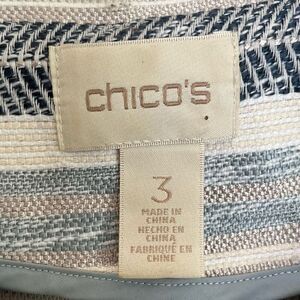 chico's
3
MADE IN
CHINA
HECHO EN
CHINA
FABRIQUÉ EN
CHINE